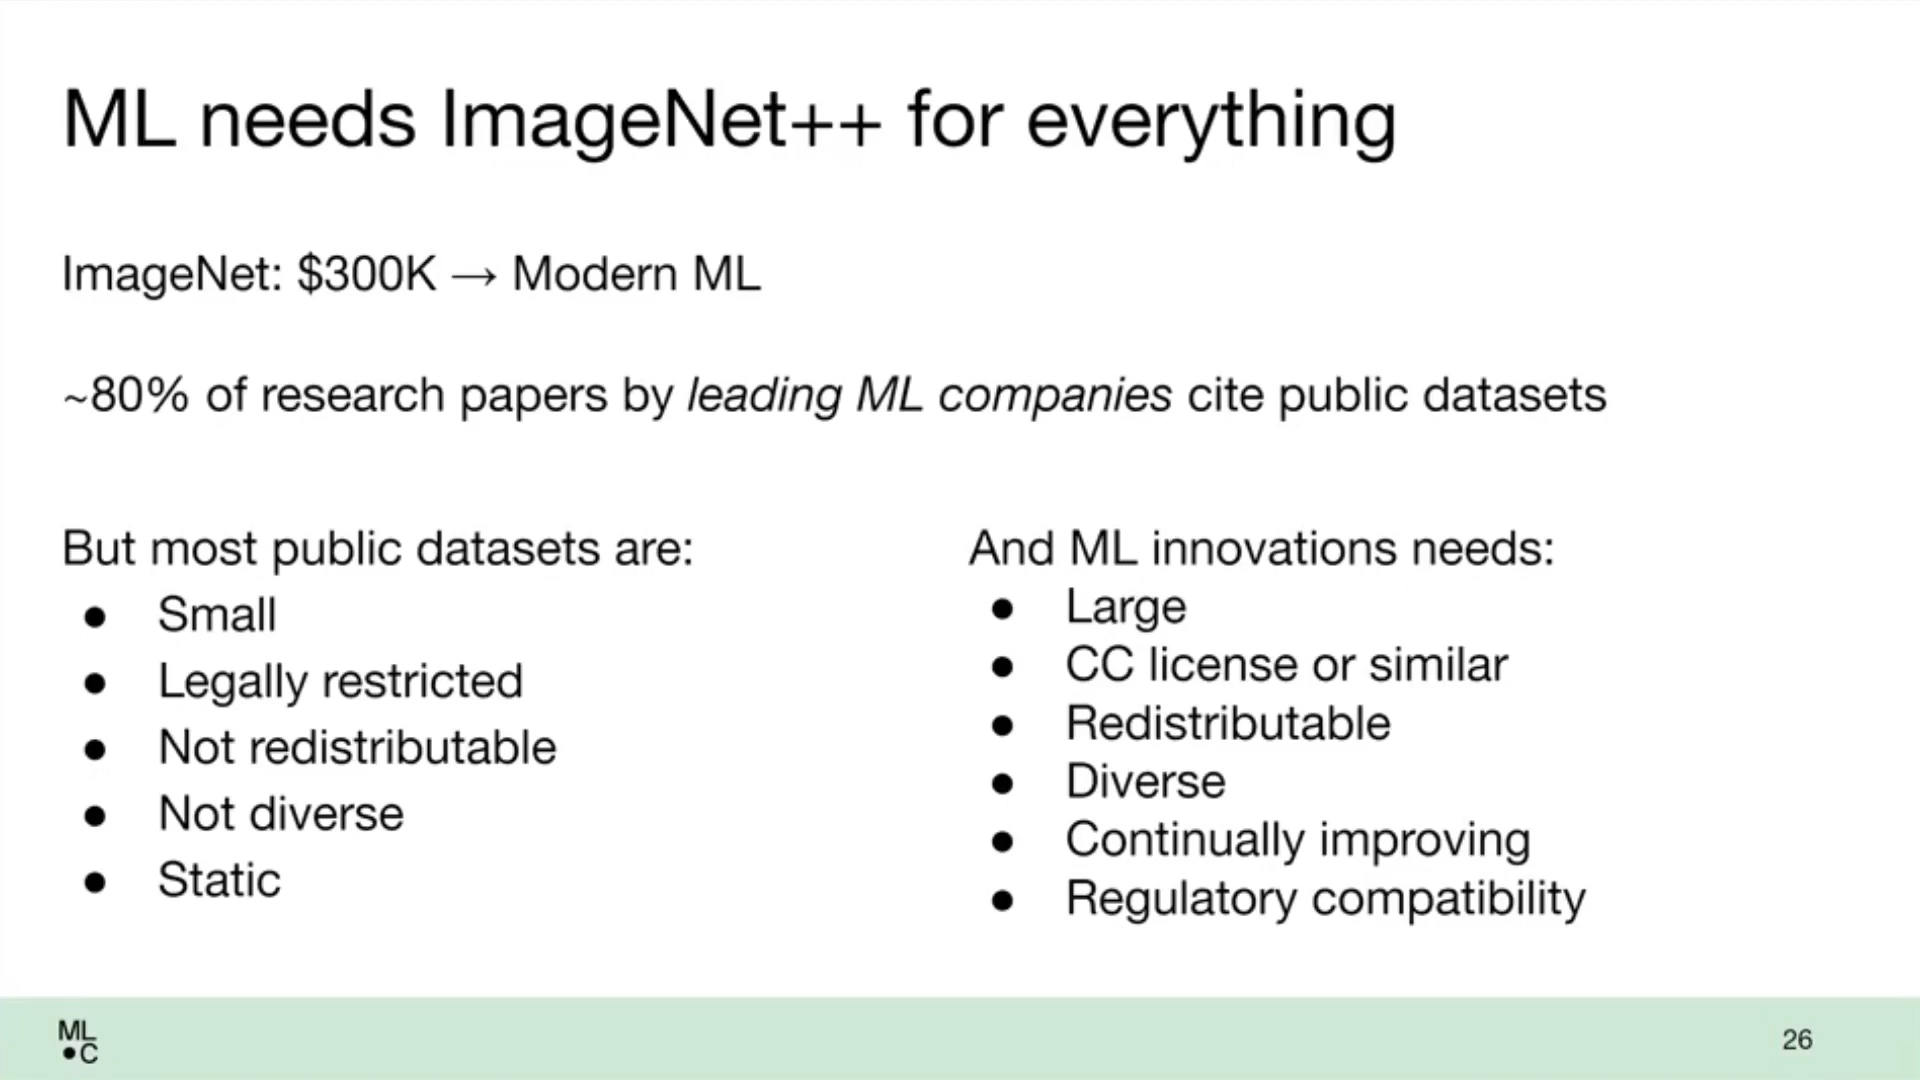 ML needs ImageNet++ for everything
ImageNet: $300K → Modern ML
~80% of research papers by leading ML companies cite public datasets
But most public datasets are:
● Small
● Legally restricted
● Not redistributable
● Not diverse
● Static
And ML innovations needs:
● Large
● CC license or similar
● Redistributable
● Diverse
● Continually improving
● Regulatory compatibility
ML
●C
26